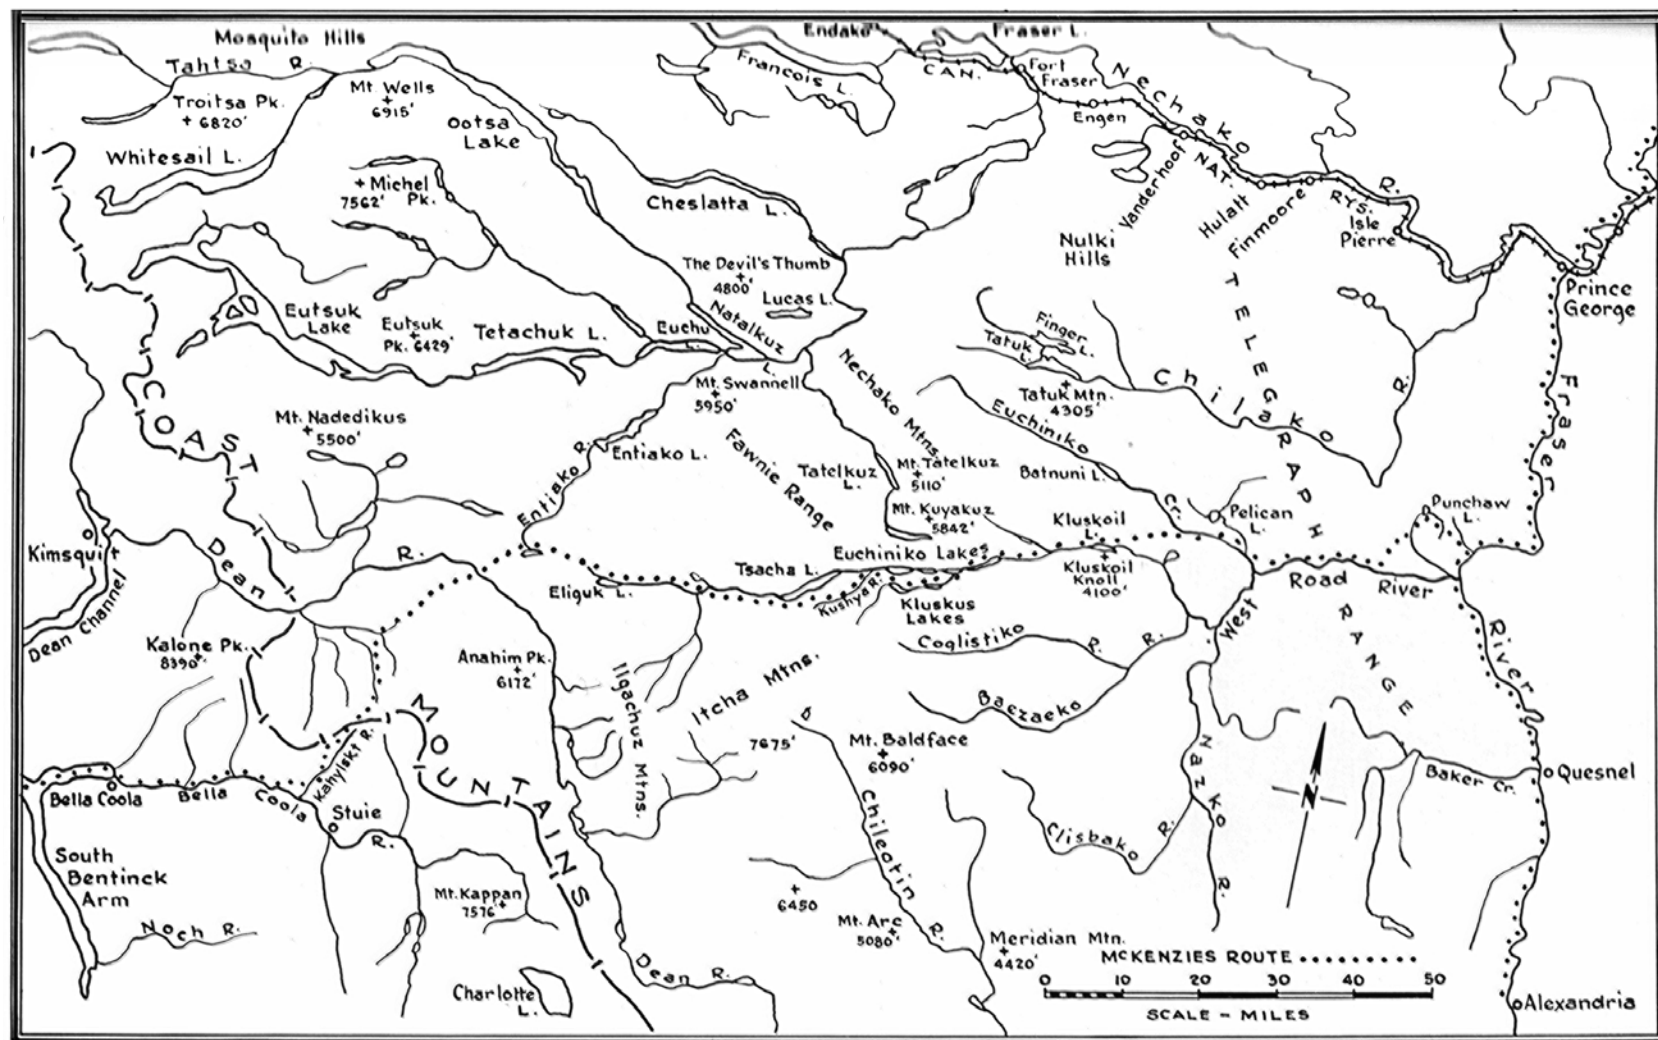 Mosquito Hills
Endako
Fraser L.
Tahtsa R.
Francois L.
CAN.
Fort
Fraser
Nechako
Troitsa Pk.
6820'
Mt. Wells
6915'
Ootsa
Lake
Engen
Whitesail L.
Michel
Pk.
7562'
Vanderhoof
NAT.
Hulatt
Finmoore
RYS.
R.
Isle
Pierre
Cheslatta L.
Nulki
Hills
The Devil's Thumb
4800'
Lucas L.
Prince
George
Eutsuk
Lake
Eutsuk
Pk. 6429'
Tetachuk L.
Euchu
L.
Natalkuz
L.
Finger
L.
Tatuk
L.
TELEGRAPH
RANGE
Mt. Swannell
5950'
Nechako Mtns.
Tatuk Mtn.
4305'
Chilako
R.
Fraser
COAST
Mt. Nadedikus
5500'
Euchiniko
Cr.
Entiako R.
Entiako L.
Fawnie Range
Tatelkuz
L.
Mt. Tatelkuz
5110'
Batnuni L.
Mt. Kuyakuz
5842'
Pelican
L.
Punchaw
L.
Kimsquit
Dean
R.
Kluskoil
L.
Euchiniko Lakes
Tsacha L.
Kluskoil
Knoll
4100'
Road River
West
Eliguk L.
Kushya R.
Kluskus
Lakes
Dean Channel
Kalone Pk.
8390'
Anahim Pk.
6172'
Ilgachuz Mtns.
Itcha Mtns.
Coglistiko
R.
R.
River
Baezaeko
MOUNTAINS
7675'
Mt. Baldface
6090'
Nazko
R.
Kahylskt R.
Bella Coola
Bella
Coola
R.
Stuie
Baker Cr.
Quesnel
Chilcotin
R.
Clisbako
R.
N
South
Bentinck
Arm
Mt. Kappan
7576'
6450
Mt. Arc
5080'
Noch R.
Meridian Mtn.
4420'
McKENZIES ROUTE
Dean R.
Charlotte
L.
0 10 20 30 40 50
SCALE - MILES
Alexandria